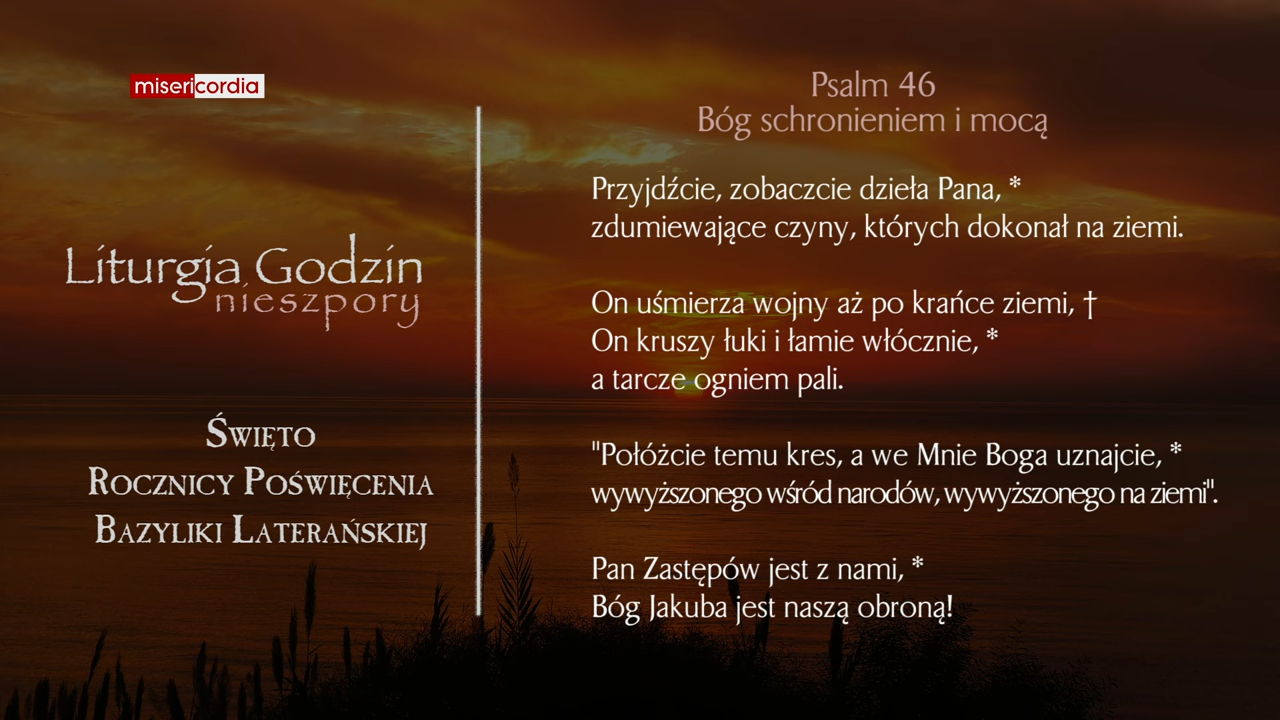 misericordia
Liturgia Godzin
nieszpory
Święto
Rocznicy Poświęcenia
Bazyliki Laterańskiej
Psalm 46
Bóg schronieniem i mocą
Przyjdźcie, zobaczcie dzieła Pana, *
zdumiewające czyny, których dokonał na ziemi.
On uśmierza wojny aż po krańce ziemi, †
On kruszy łuki i łamie włócznie, *
a tarcze ogniem pali.
"Połóżcie temu kres, a we Mnie Boga uznajcie, *
wywyższonego wśród narodów, wywyższonego na ziemi".
Pan Zastępów jest z nami, *
Bóg Jakuba jest naszą obroną!